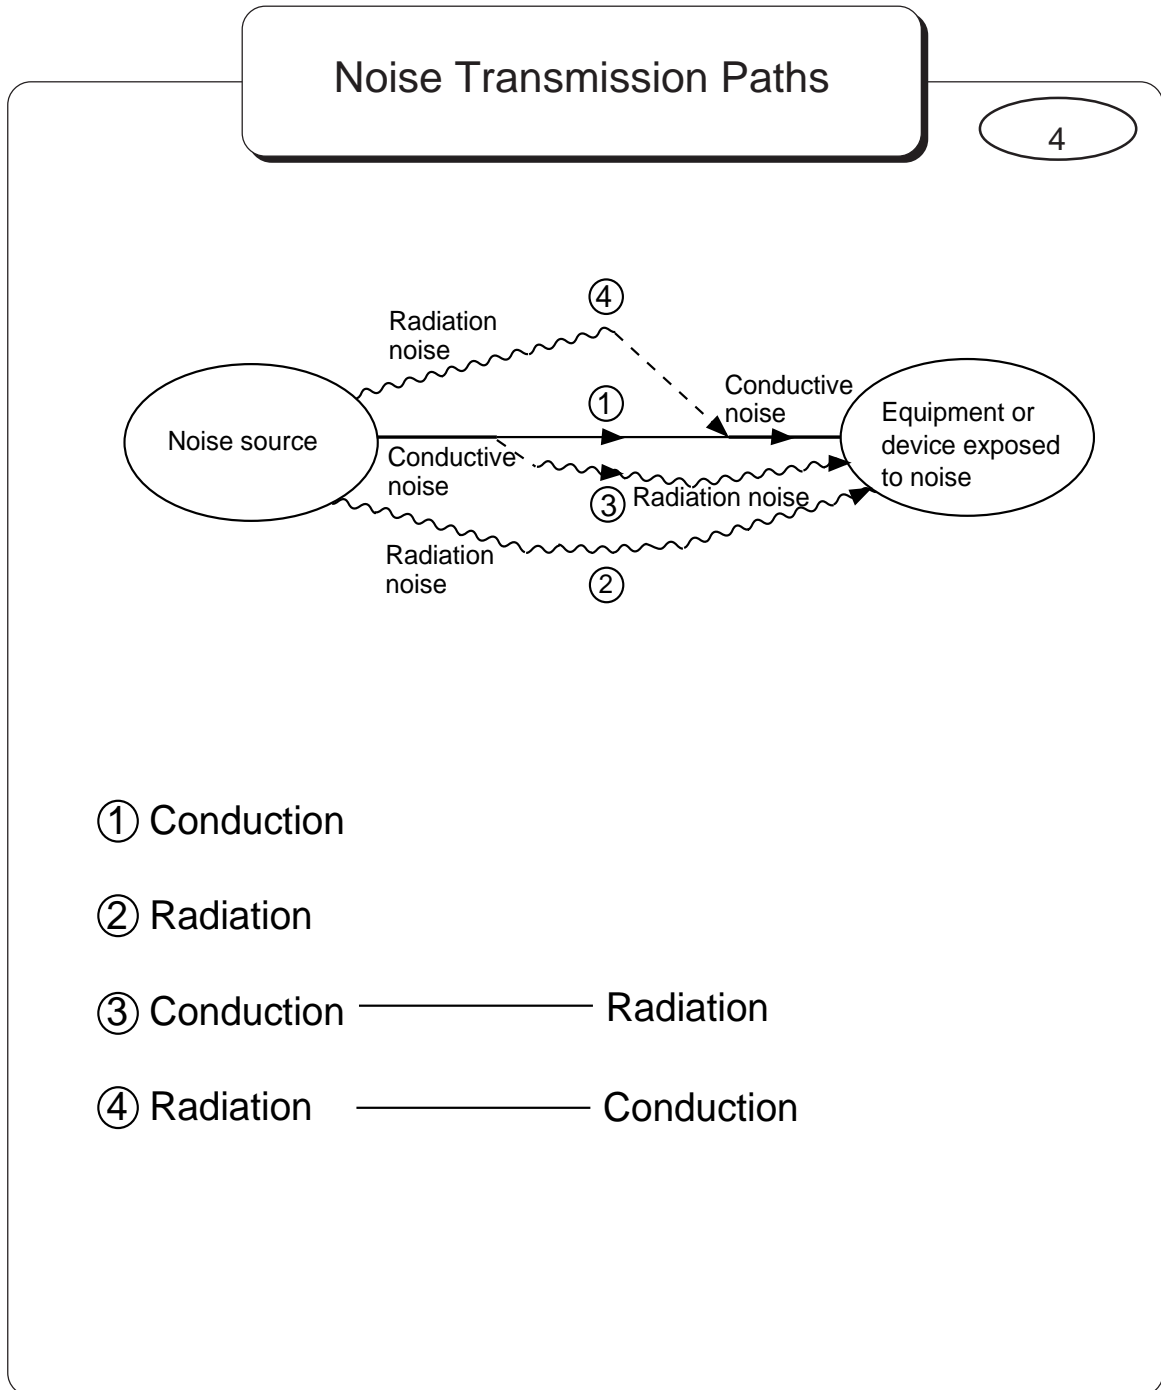 Noise Transmission Paths
4
④
Radiation
noise
①
Conductive
noise
Noise source
Equipment or
device exposed
to noise
Conductive
noise
③
Radiation noise
Radiation
noise
②
① Conduction
② Radiation
③ Conduction Radiation
④ Radiation Conduction